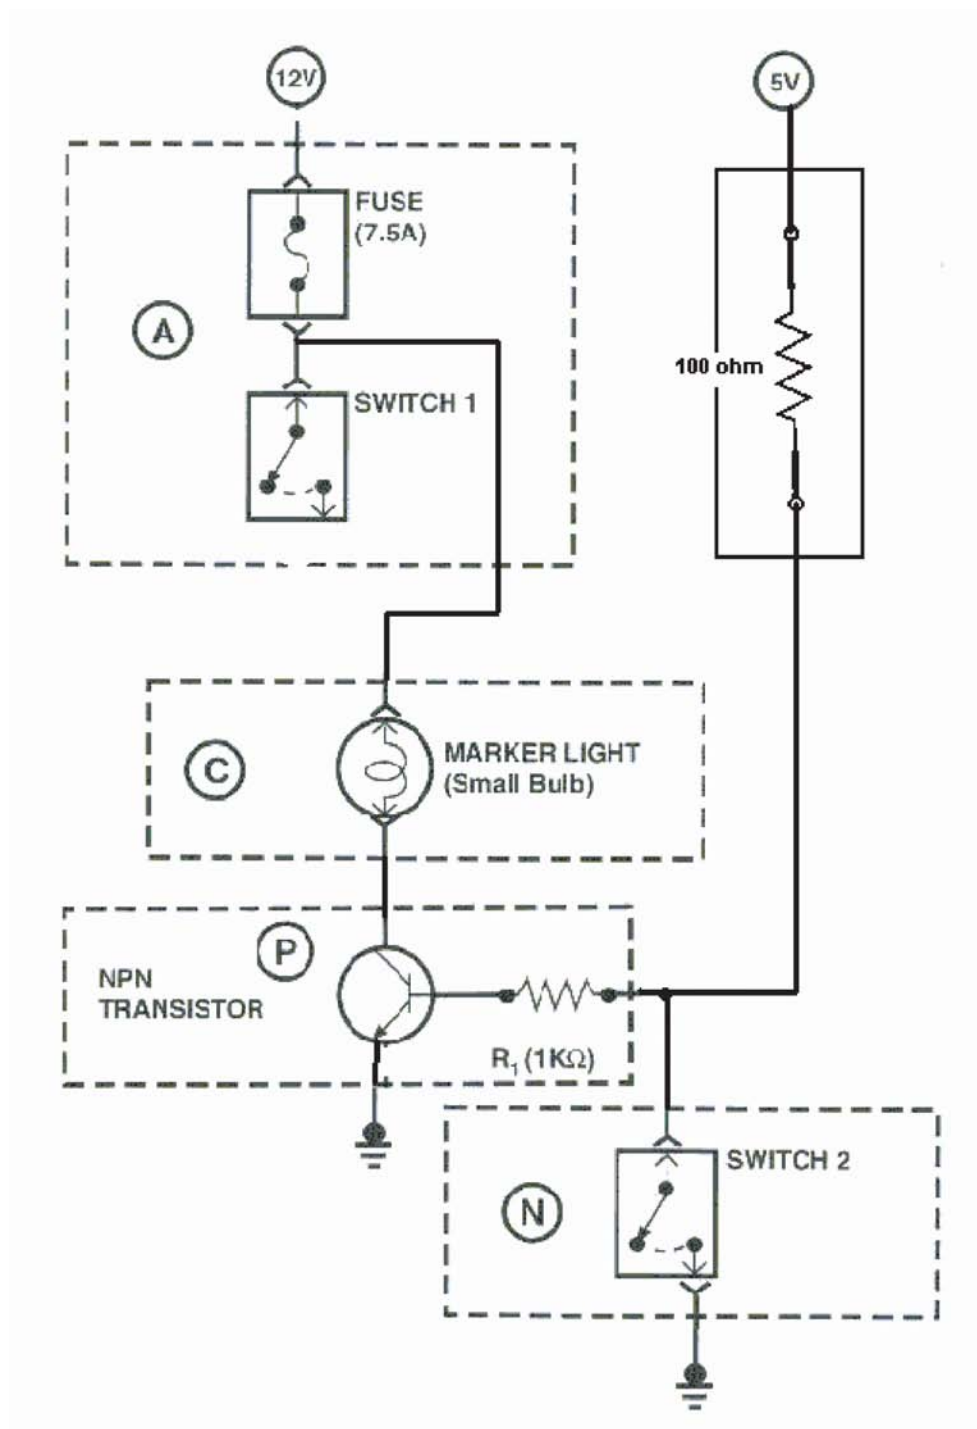 12V
5V
FUSE
(7.5A)
A
100 ohm
SWITCH 1
C
MARKER LIGHT
(Small Bulb)
P
NPN
TRANSISTOR
R₁ (1KΩ)
SWITCH 2
N